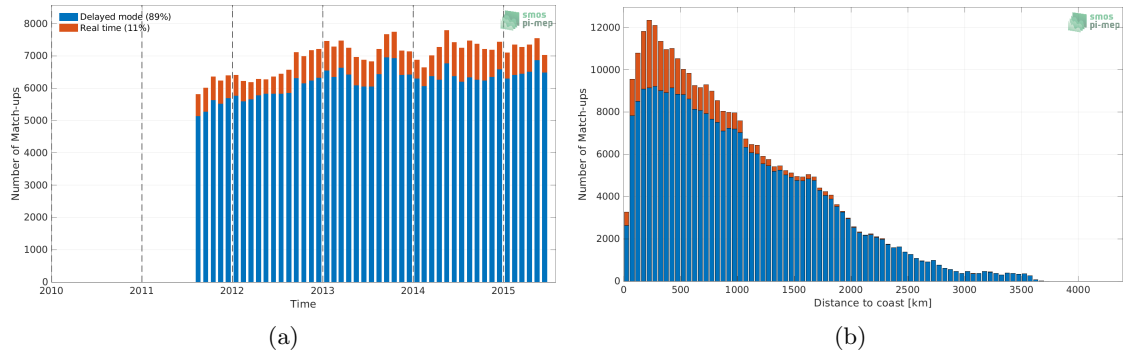 Delayed mode (89%)
Real time (11%)
smos
pi-mep
Number of Match-ups
8000
7000
6000
5000
4000
3000
2000
1000
0
2010 2011 2012 2013 2014 2015
Time
(a)
smos
pi-mep
Number of Match-ups
12000
10000
8000
6000
4000
2000
0
0 500 1000 1500 2000 2500 3000 3500 4000
Distance to coast [km]
(b)